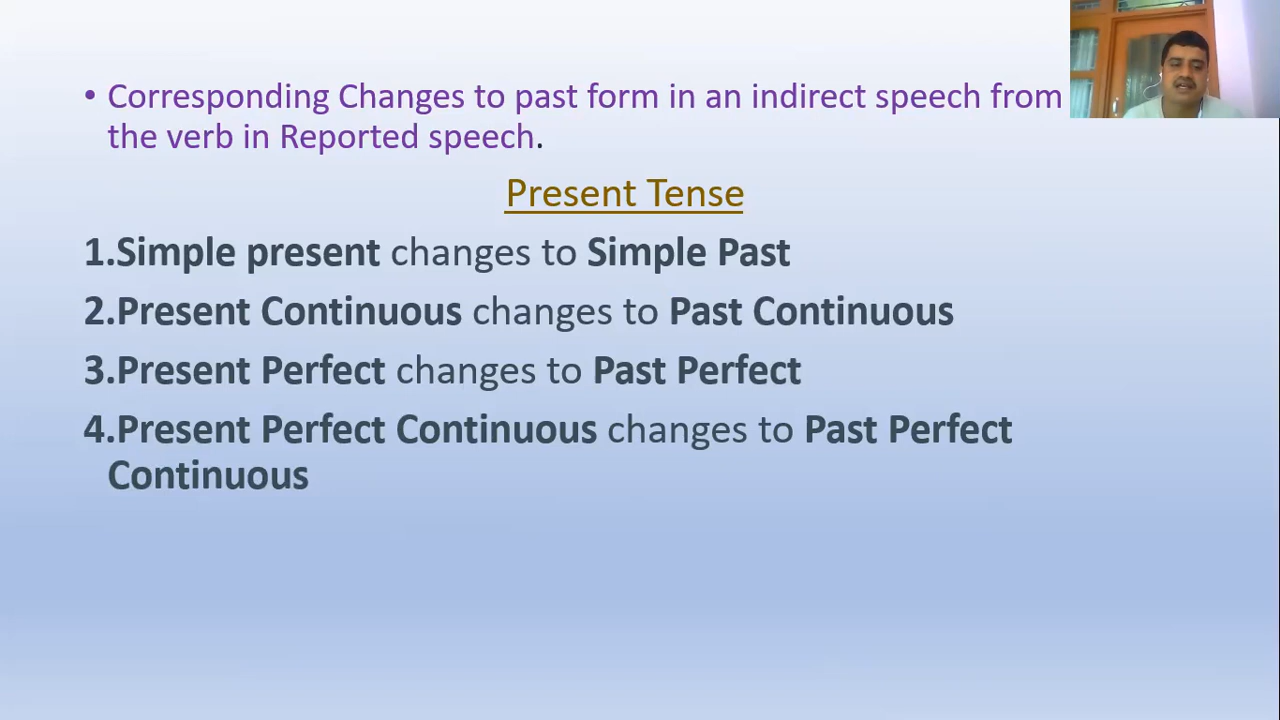 • Corresponding Changes to past form in an indirect speech from
the verb in Reported speech.
Present Tense
1.Simple present changes to Simple Past
2.Present Continuous changes to Past Continuous
3.Present Perfect changes to Past Perfect
4.Present Perfect Continuous changes to Past Perfect
Continuous